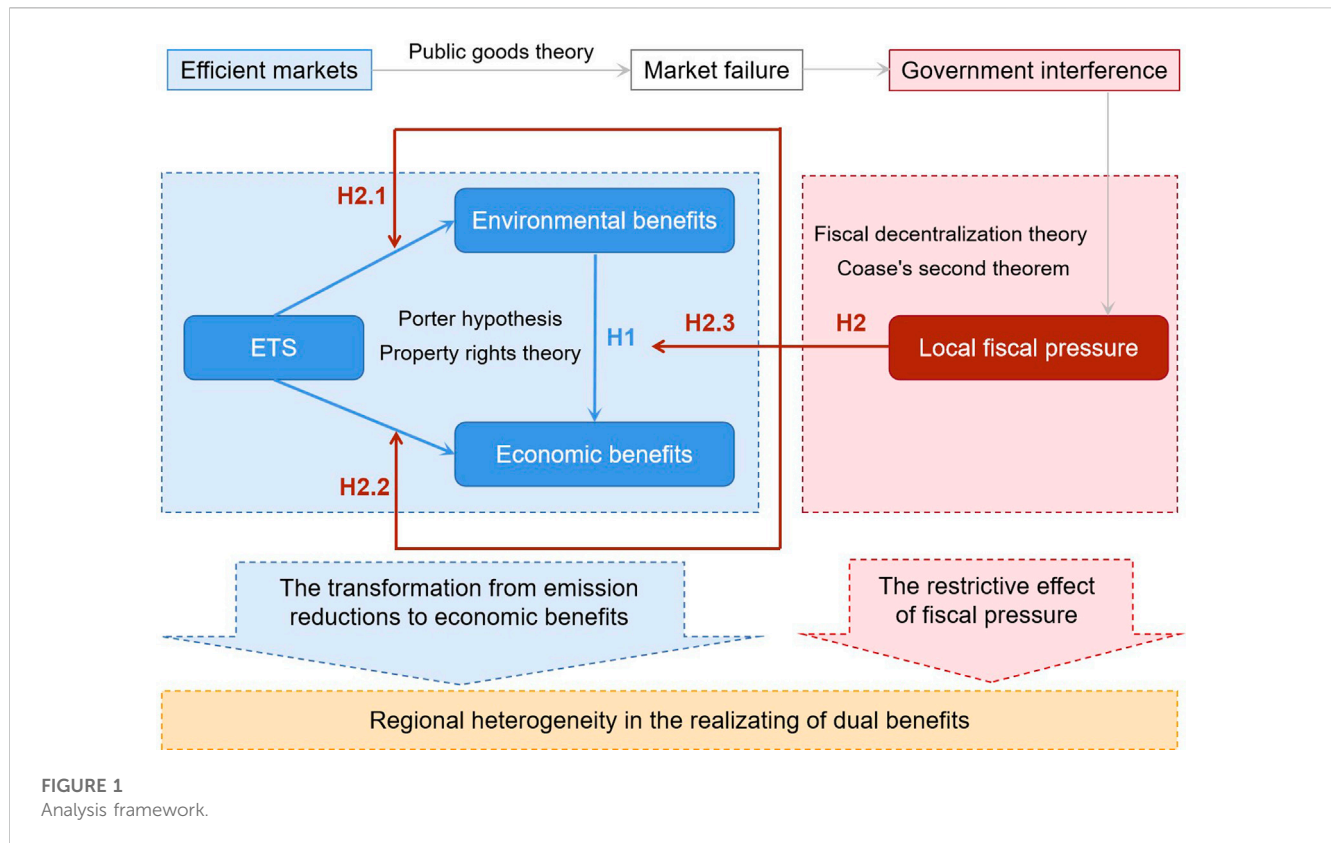 Efficient markets
Public goods theory
Market failure
Government interference
H2.1
Environmental benefits
Fiscal decentralization theory
Coase's second theorem
ETS
Porter hypothesis
Property rights theory
H1
H2.3
H2
Local fiscal pressure
Economic benefits
H2.2
The transformation from emission
reductions to economic benefits
The restrictive effect
of fiscal pressure
Regional heterogeneity in the realizating of dual benefits
FIGURE 1
Analysis framework.